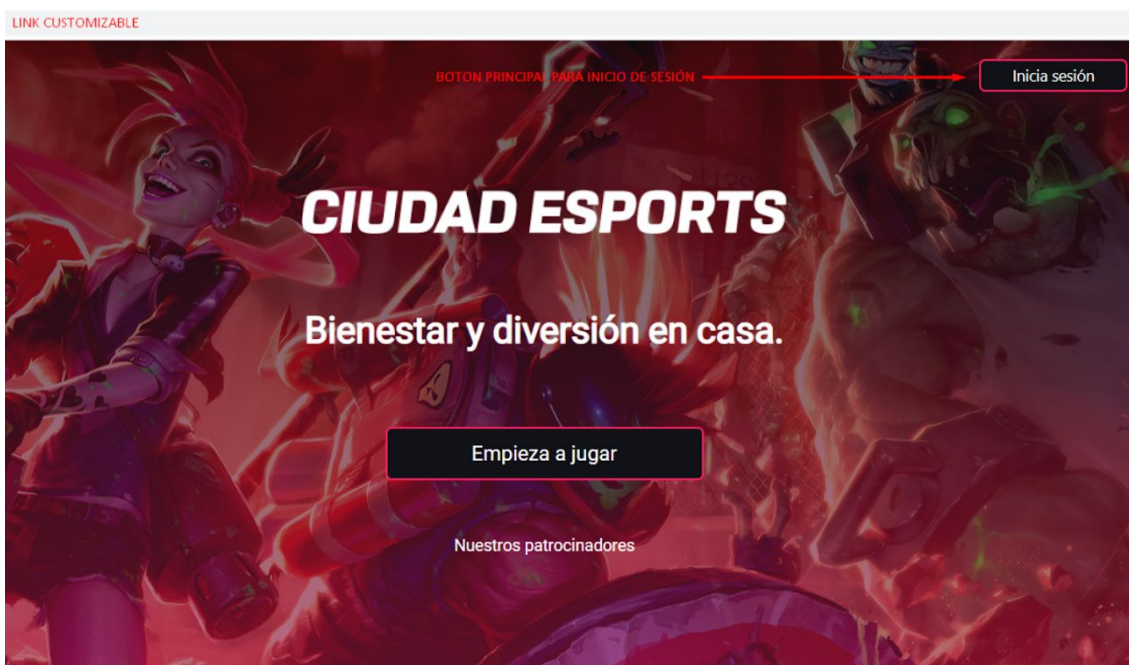 LINK CUSTOMIZABLE
BOTON PRINCIPAL PARA INICIO DE SESIÓN
Inicia sesión
CIUDAD ESPORTS
Bienestar y diversión en casa.
Empieza a jugar
Nuestros patrocinadores